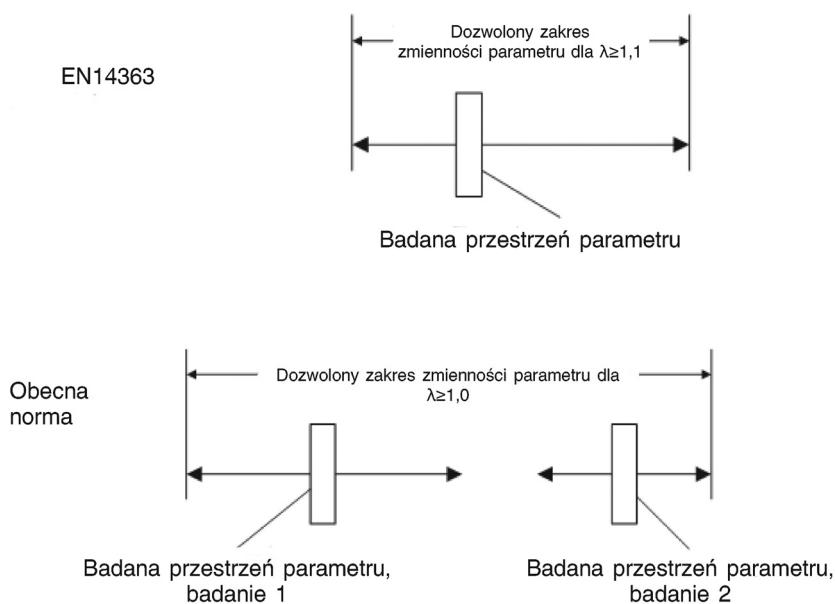 Dozwolony zakres
zmienności parametru dla λ≥1,1
EN14363
Badana przestrzeń parametru
Dozwolony zakres zmienności parametru dla
λ≥1,0
Obecna
norma
Badana przestrzeń parametru,
badanie 1
Badana przestrzeń parametru,
badanie 2